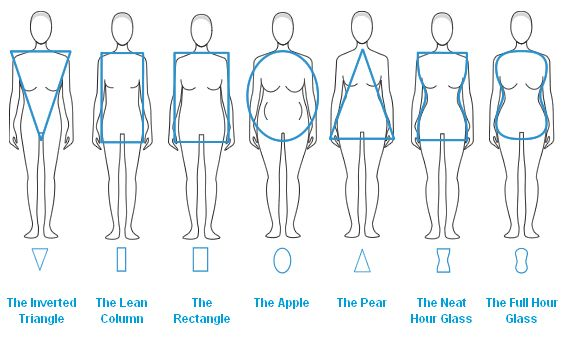 The Inverted
Triangle
The Lean
Column
The
Rectangle
The Apple
The Pear
The Neat
Hour Glass
The Full Hour
Glass